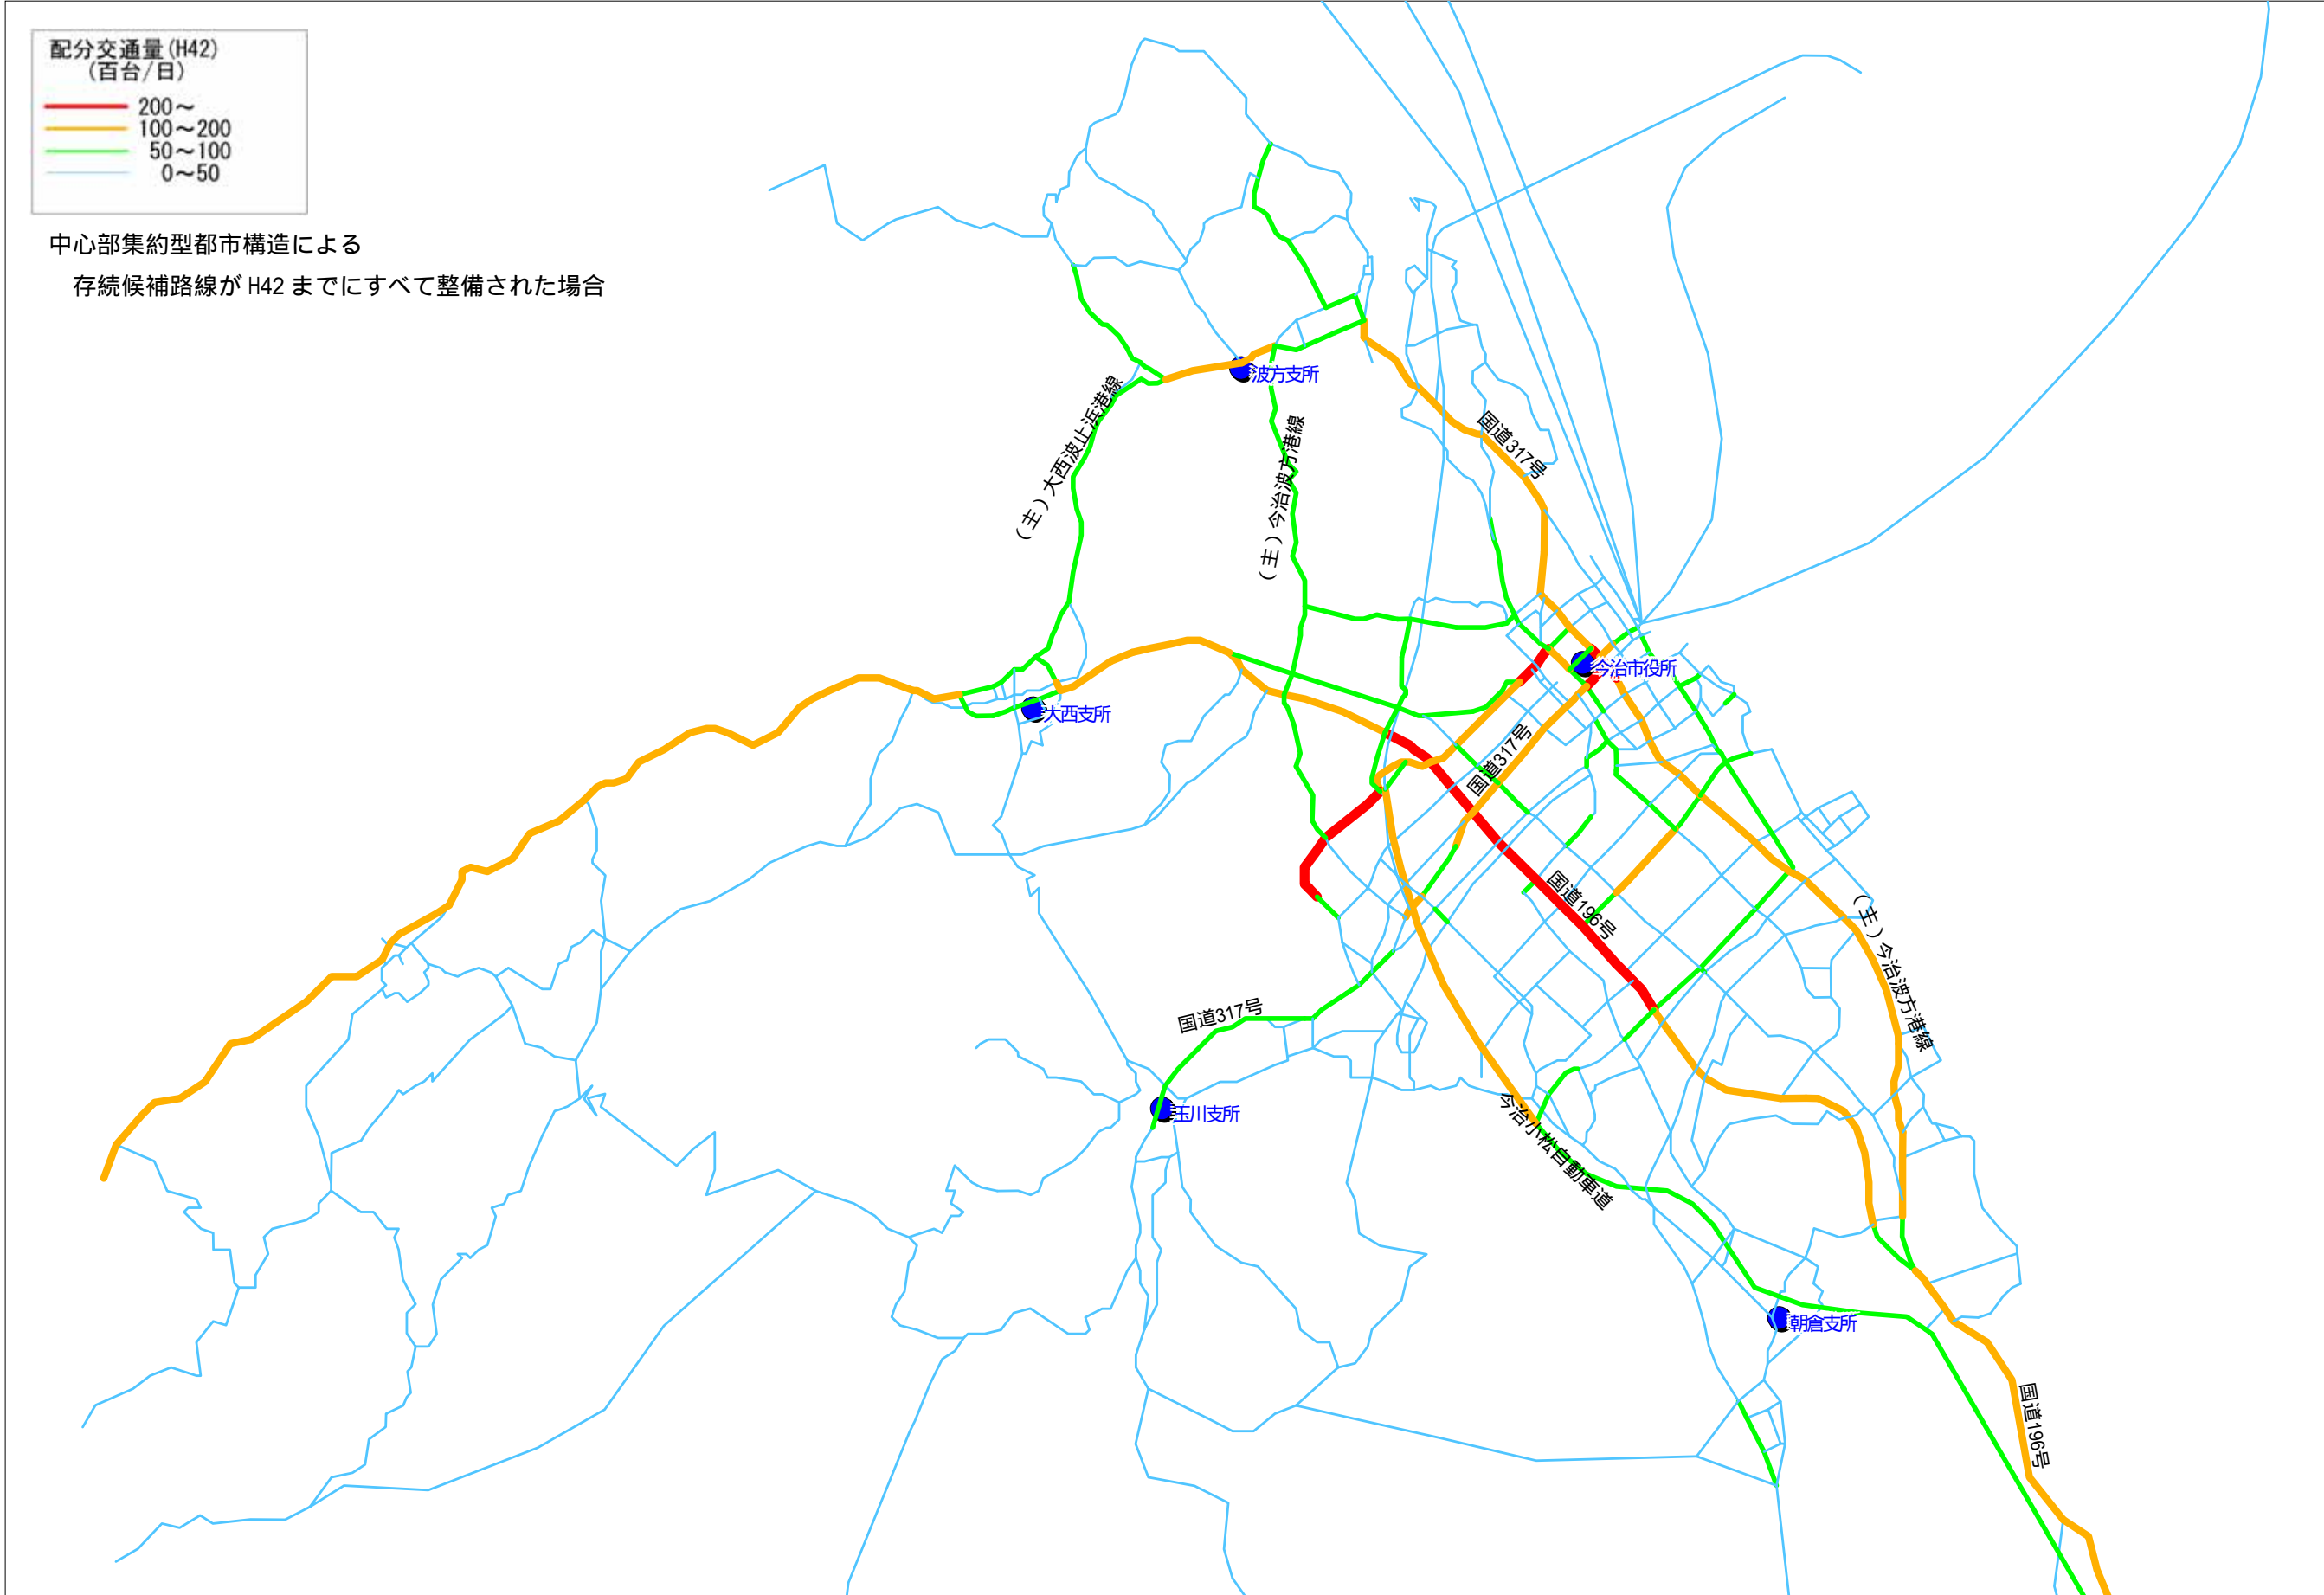 配分交通量(H42)
(百台/日)
200～
100～200
50～100
0～50
中心部集約型都市構造による
存続候補路線がH42までにすべて整備された場合
波方支所
(主)大西波止浜港線
(主)今治波方港線
国道317号
今治市役所
大西支所
国道317号
国道196号
(主)今治波方港線
国道317号
玉川支所
今治小松自動車道
朝倉支所
国道196号